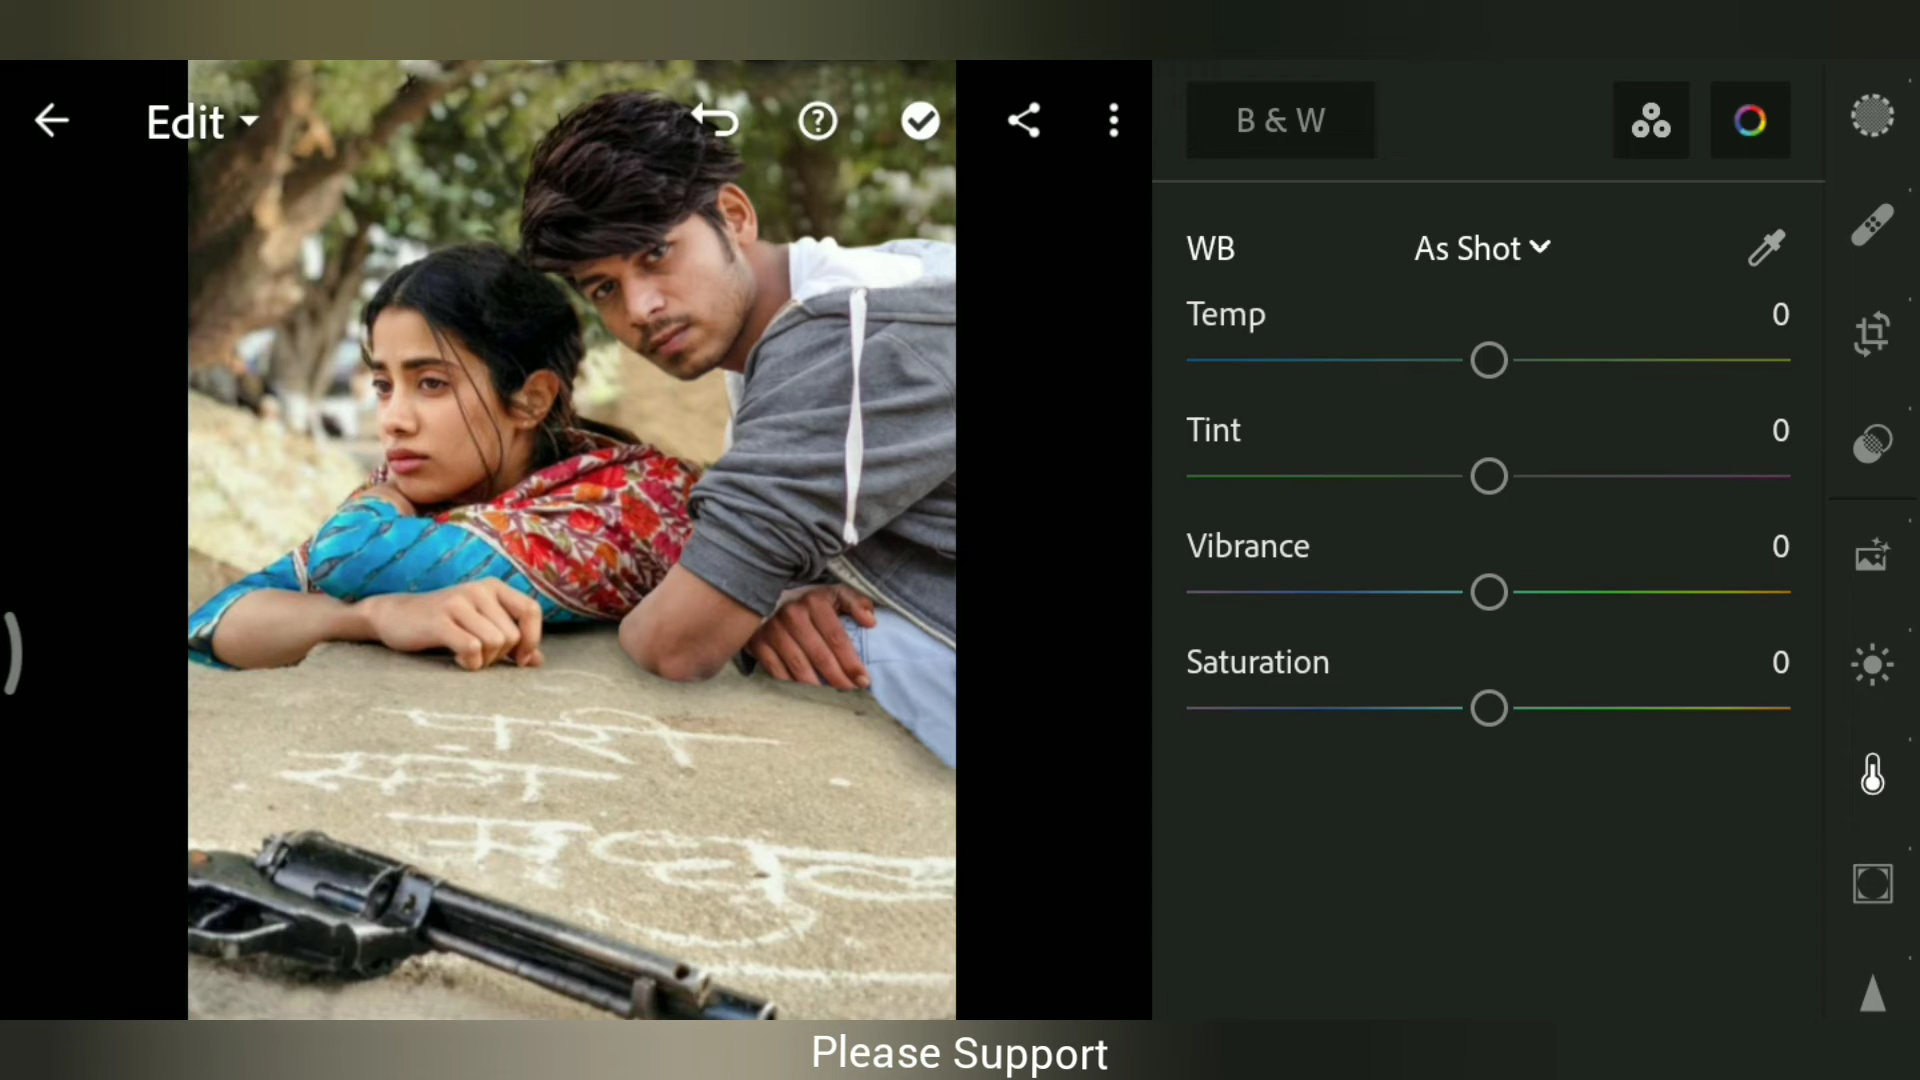 Edit
B & W
WB
As Shot
Temp
0
Tint
0
Vibrance
0
Saturation
0
Please Support